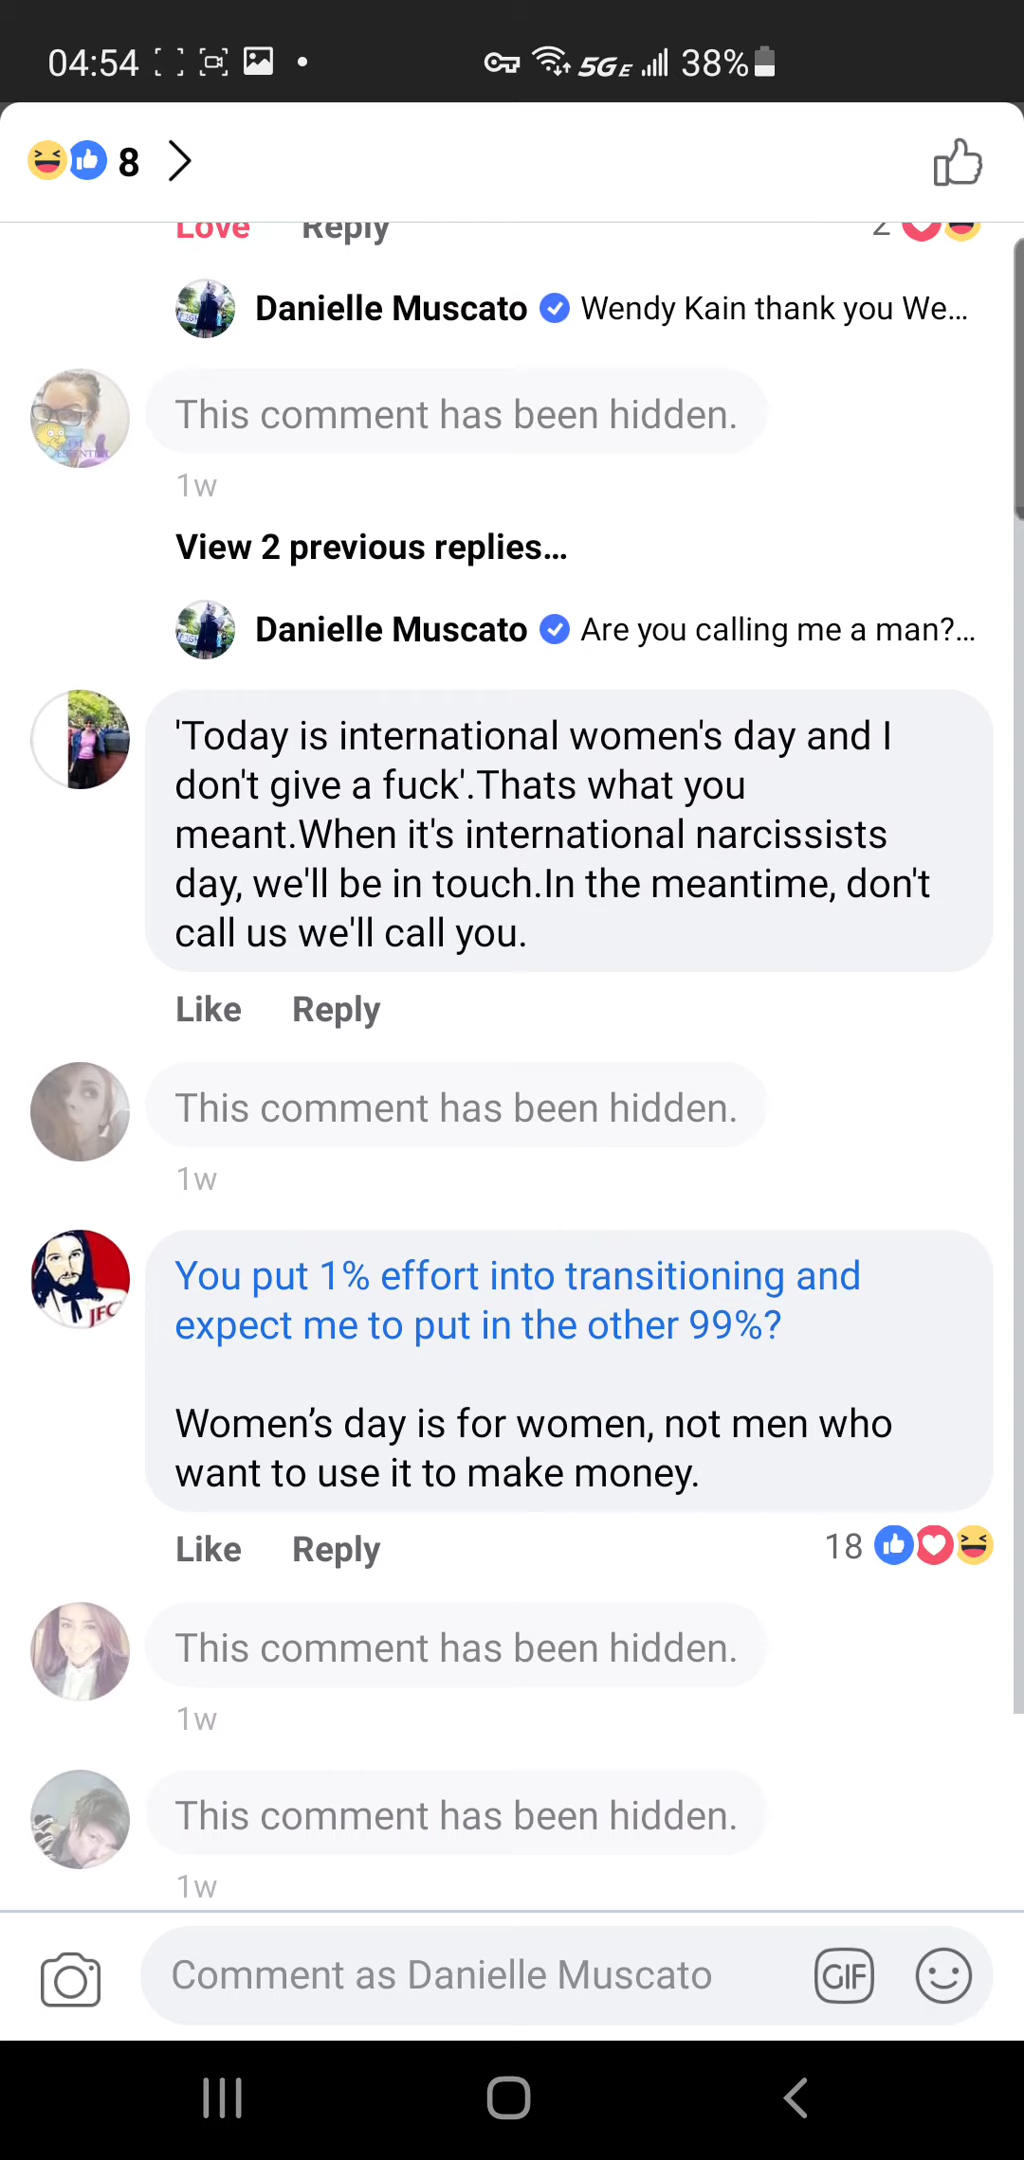 04:54 5GE 38%
8
Love Reply 2
Danielle Muscato Wendy Kain thank you We...
This comment has been hidden.
1w
View 2 previous replies...
Danielle Muscato Are you calling me a man?...
'Today is international women's day and I
don't give a fuck'.Thats what you
meant.When it's international narcissists
day, we'll be in touch.In the meantime, don't
call us we'll call you.
Like Reply
This comment has been hidden.
1w
JFC
You put 1% effort into transitioning and
expect me to put in the other 99%?
Women’s day is for women, not men who
want to use it to make money.
Like Reply 18
This comment has been hidden.
1w
This comment has been hidden.
1w
Comment as Danielle Muscato GIF